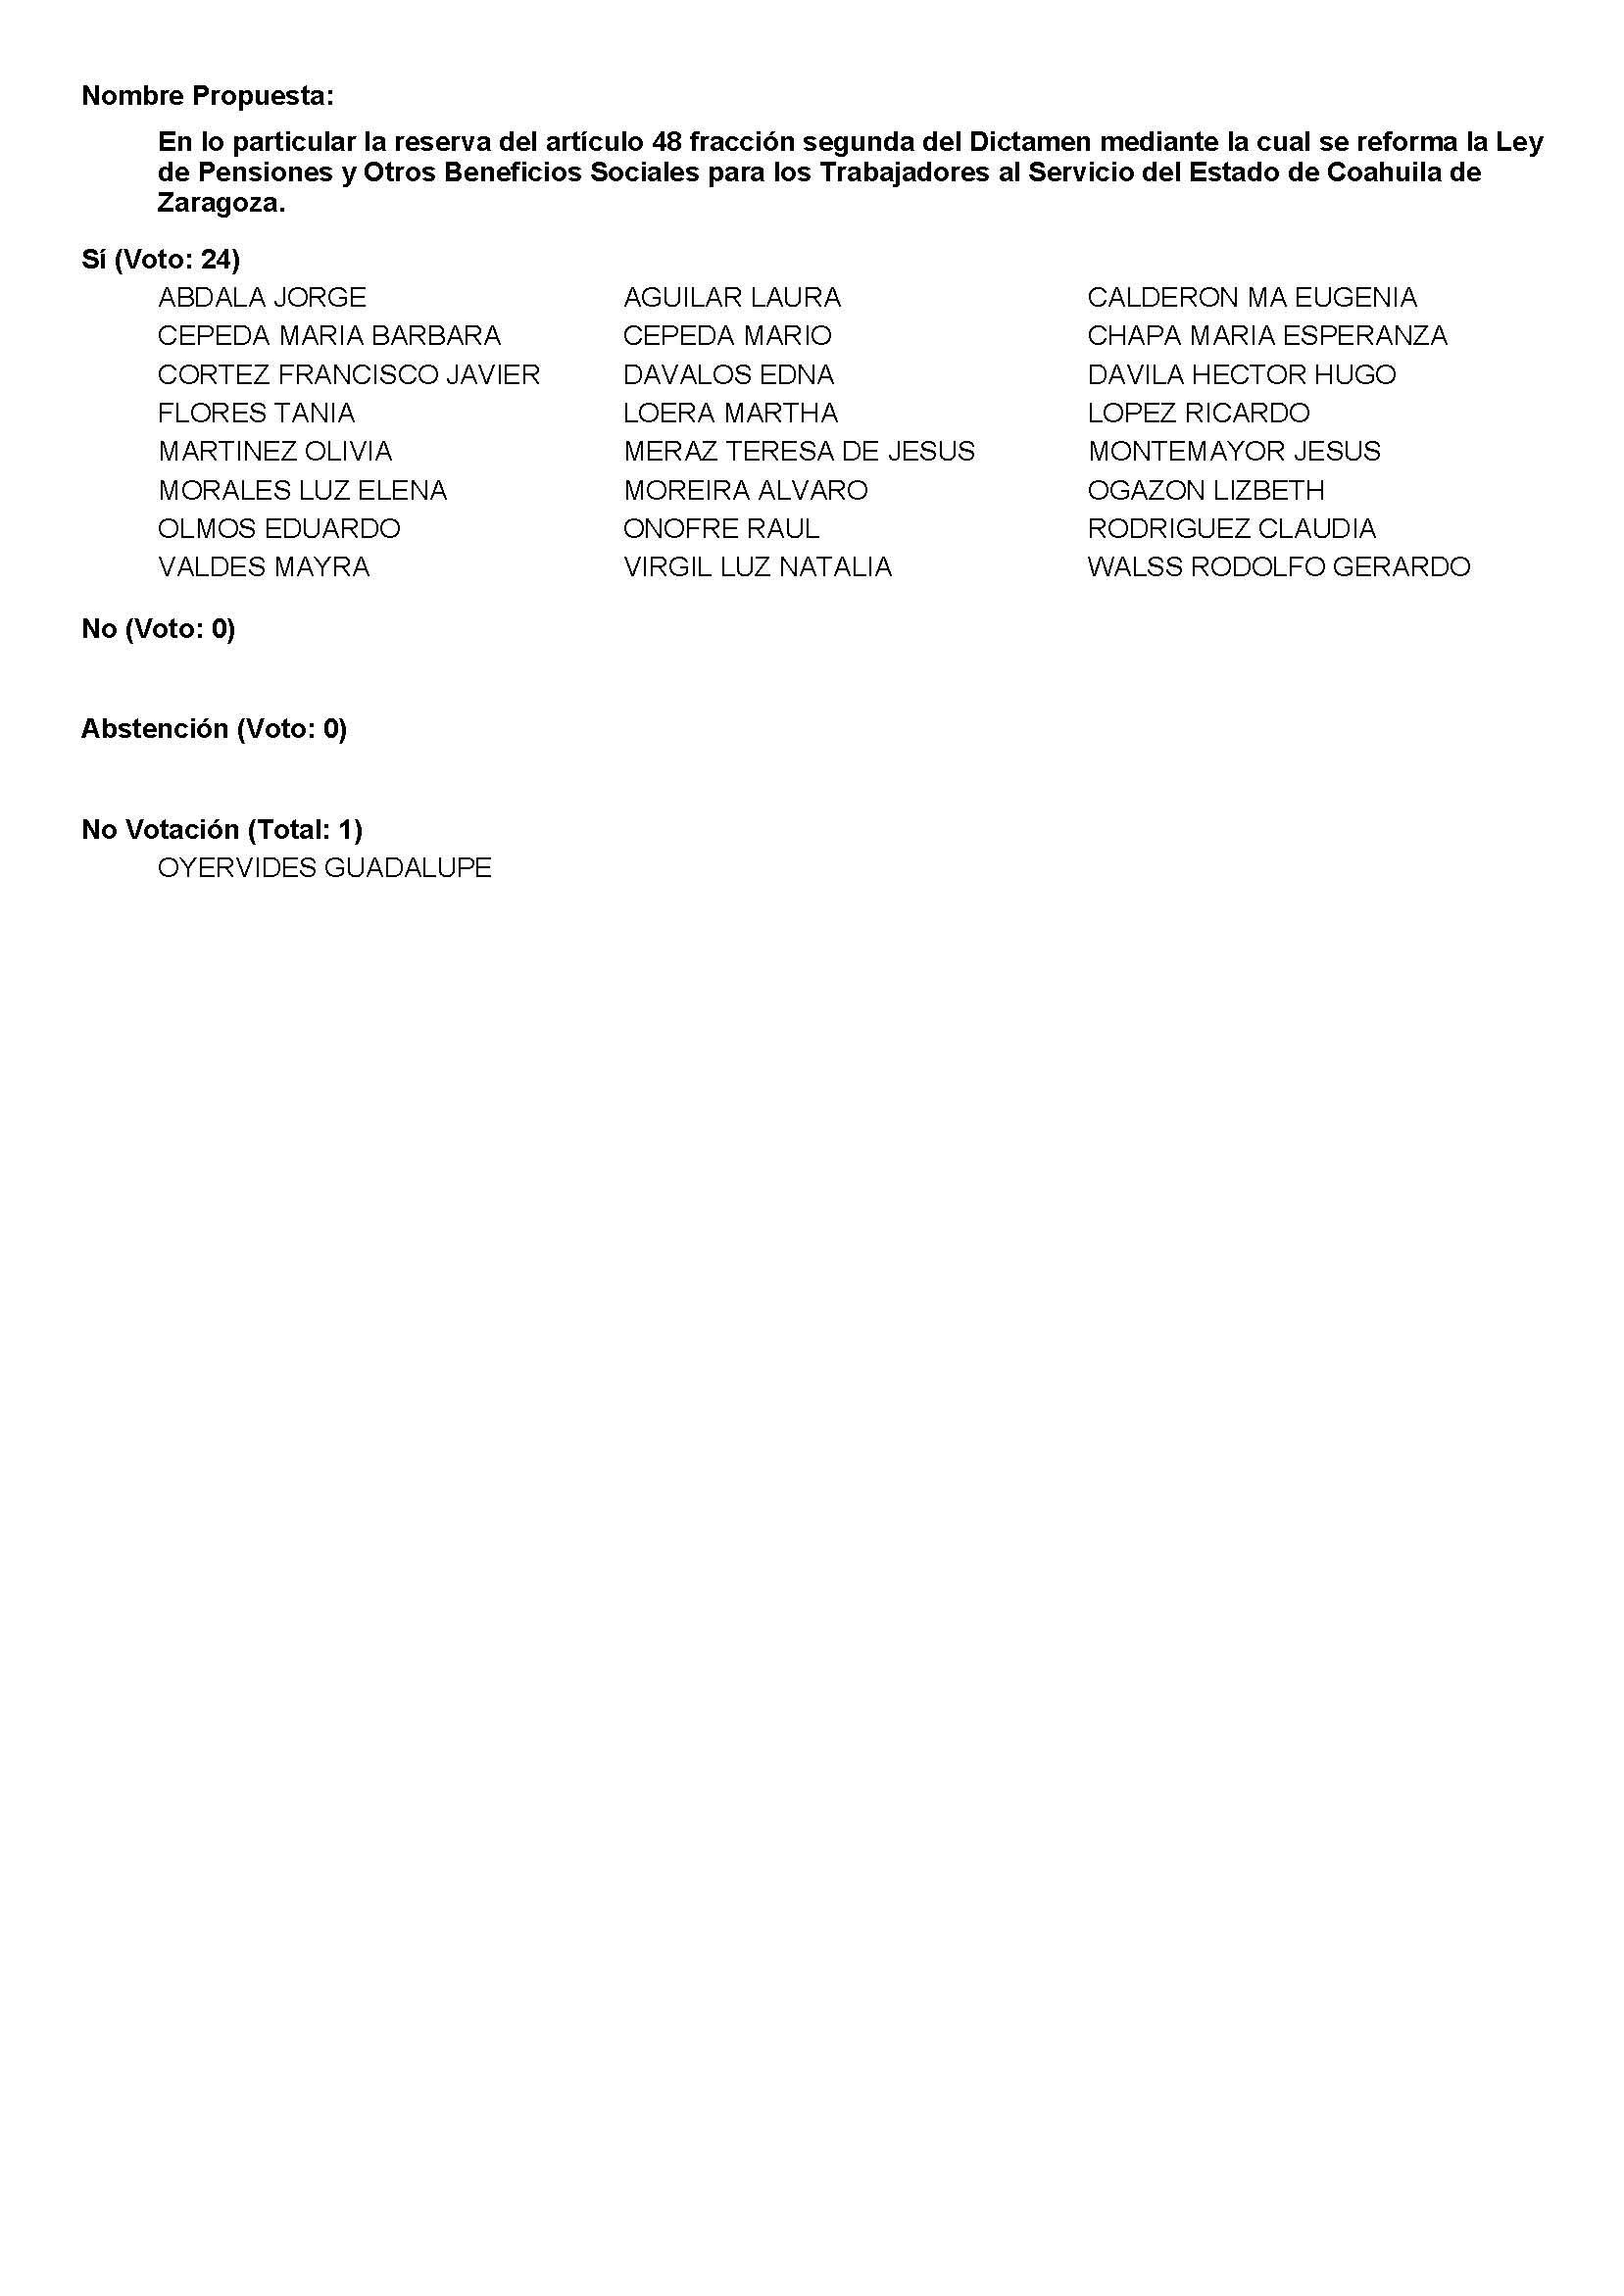 Nombre Propuesta:
En lo particular la reserva del artículo 48 fracción segunda del Dictamen mediante la cual se reforma la Ley
de Pensiones y Otros Beneficios Sociales para los Trabajadores al Servicio del Estado de Coahuila de
Zaragoza.
Sí (Voto: 24)
ABDALA JORGE AGUILAR LAURA CALDERON MA EUGENIA
CEPEDA MARIA BARBARA CEPEDA MARIO CHAPA MARIA ESPERANZA
CORTEZ FRANCISCO JAVIER DAVALOS EDNA DAVILA HECTOR HUGO
FLORES TANIA LOERA MARTHA LOPEZ RICARDO
MARTINEZ OLIVIA MERAZ TERESA DE JESUS MONTEMAYOR JESUS
MORALES LUZ ELENA MOREIRA ALVARO OGAZON LIZBETH
OLMOS EDUARDO ONOFRE RAUL RODRIGUEZ CLAUDIA
VALDES MAYRA VIRGIL LUZ NATALIA WALSS RODOLFO GERARDO
No (Voto: 0)
Abstención (Voto: 0)
No Votación (Total: 1)
OYERVIDES GUADALUPE